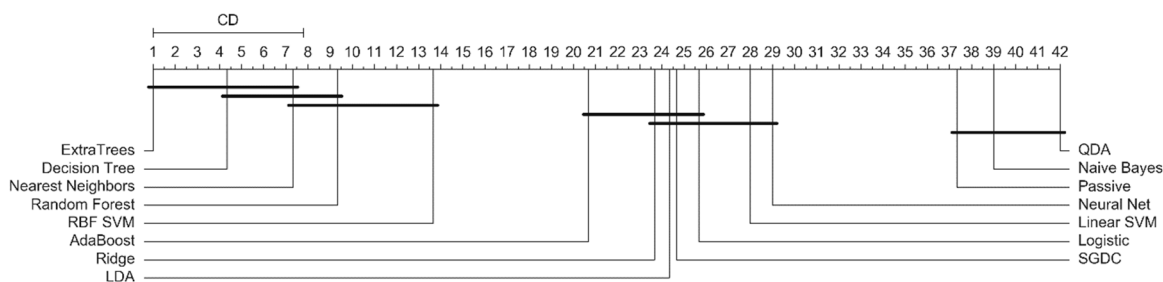 CD
1 2 3 4 5 6 7 8 9 10 11 12 13 14 15 16 17 18 19 20 21 22 23 24 25 26 27 28 29 30 31 32 33 34 35 36 37 38 39 40 41 42
ExtraTrees QDA
Decision Tree Naive Bayes
Nearest Neighbors Passive
Random Forest Neural Net
RBF SVM Linear SVM
AdaBoost Logistic
Ridge SGDC
LDA